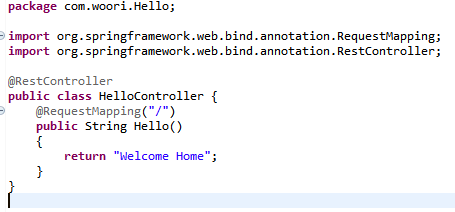 package com.woori.Hello;
import org.springframework.web.bind.annotation.RequestMapping;
import org.springframework.web.bind.annotation.RestController;
@RestController
public class HelloController {
@RequestMapping("/")
public String Hello()
{
return "Welcome Home";
}
}